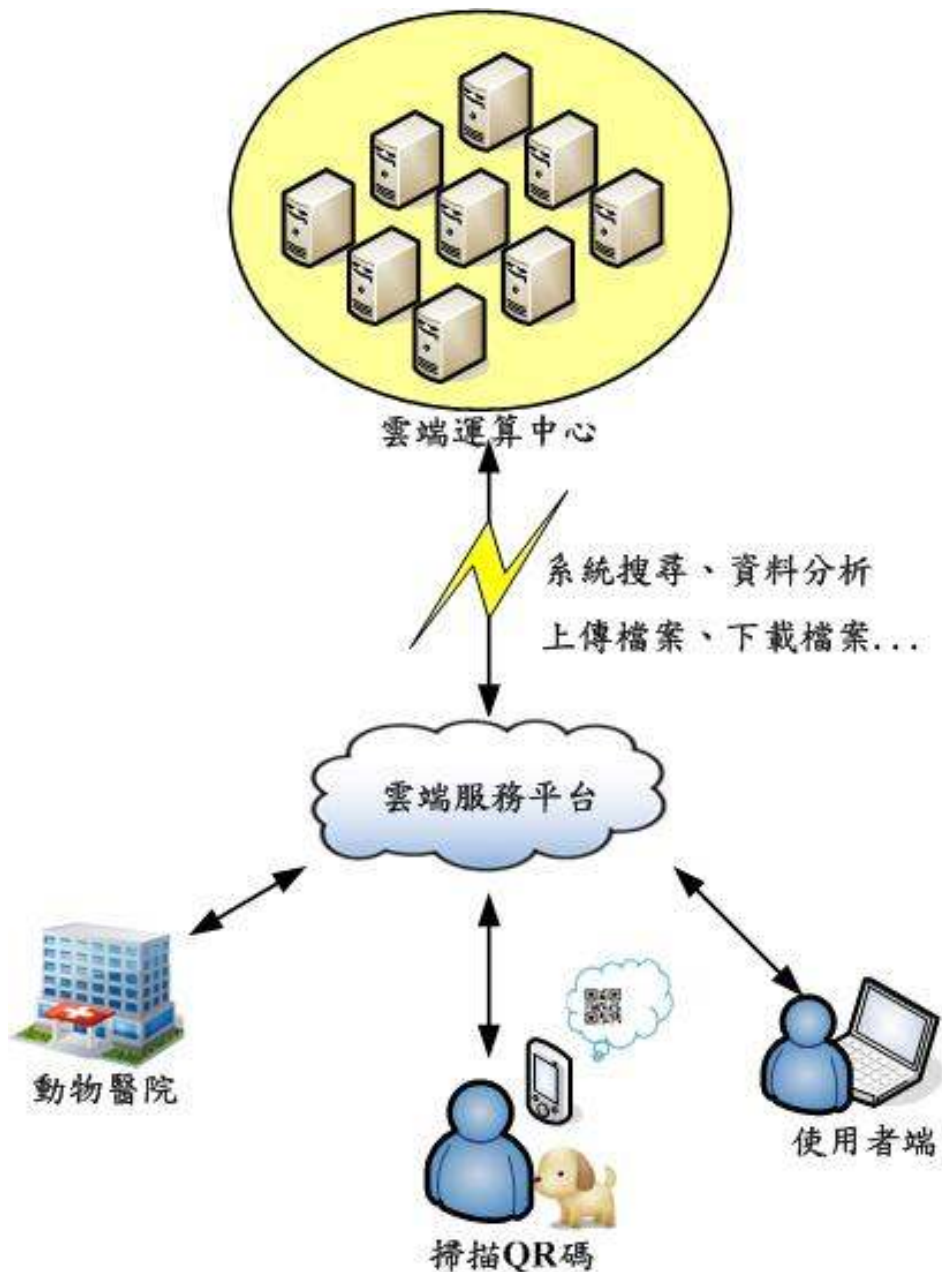 雲端運算中心
系統搜尋、資料分析
上傳檔案、下載檔案...
雲端服務平台
動物醫院
掃描QR碼
使用者端